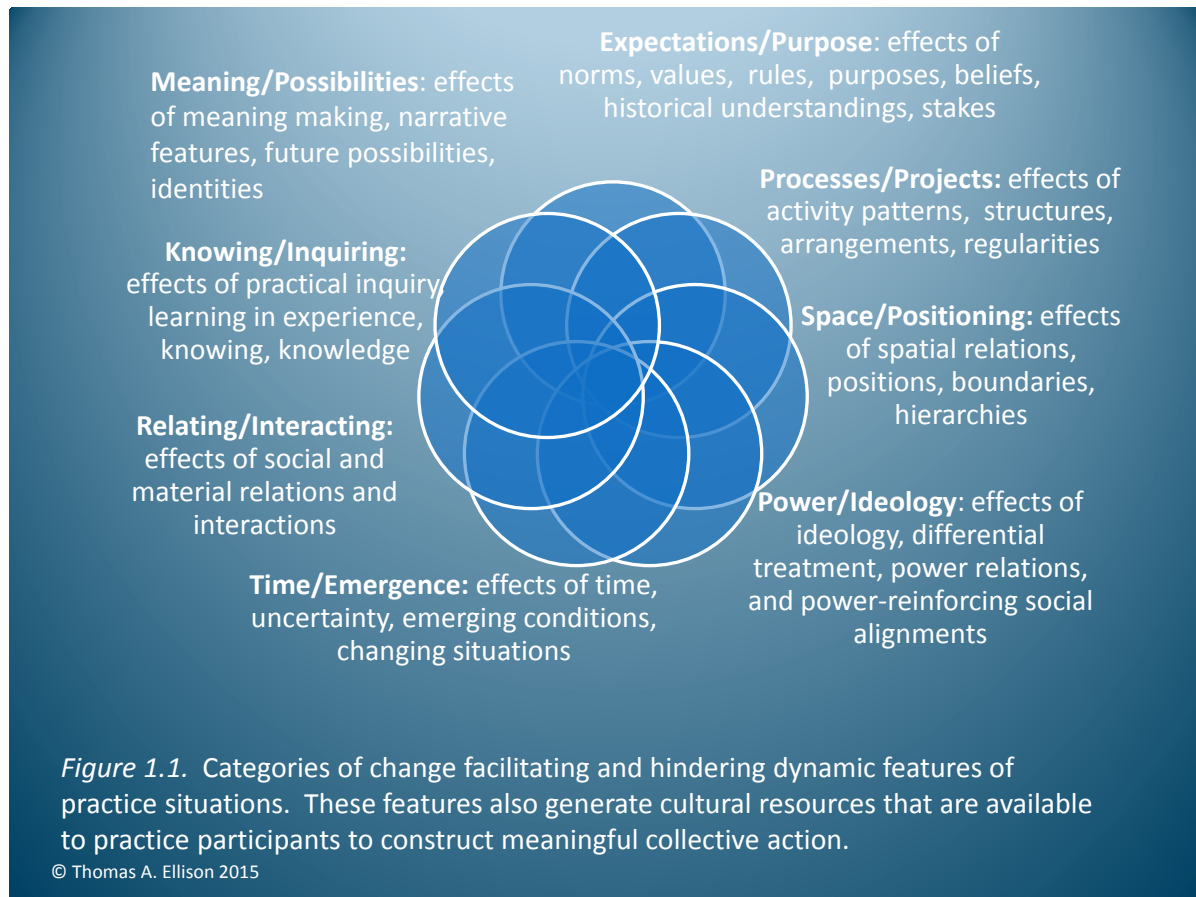 Expectations/Purpose: effects of
norms, values, rules, purposes, beliefs,
historical understandings, stakes
Meaning/Possibilities: effects
of meaning making, narrative
features, future possibilities,
identities
Processes/Projects: effects of
activity patterns, structures,
arrangements, regularities
Knowing/Inquiring:
effects of practical inquiry,
learning in experience,
knowing, knowledge
Space/Positioning: effects
of spatial relations,
positions, boundaries,
hierarchies
Relating/Interacting:
effects of social and
material relations and
interactions
Power/Ideology: effects of
ideology, differential
treatment, power relations,
and power-reinforcing social
alignments
Time/Emergence: effects of time,
uncertainty, emerging conditions,
changing situations
Figure 1.1. Categories of change facilitating and hindering dynamic features of
practice situations. These features also generate cultural resources that are available
to practice participants to construct meaningful collective action.
© Thomas A. Ellison 2015